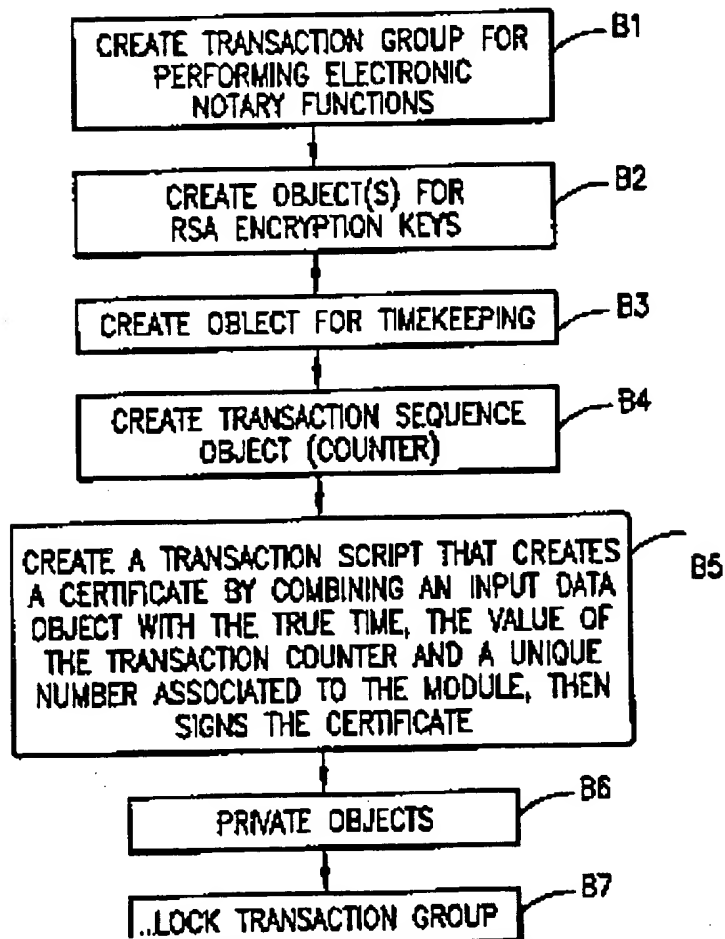 CREATE TRANSACTION GROUP FOR
PERFORMING ELECTRONIC
NOTARY FUNCTIONS
B1
CREATE OBJECT(S) FOR
RSA ENCRYPTION KEYS
B2
CREATE OBLECT FOR TIMEKEEPING
B3
CREATE TRANSACTION SEQUENCE
OBJECT (COUNTER)
B4
CREATE A TRANSACTION SCRIPT THAT CREATES
A CERTIFICATE BY COMBINING AN INPUT DATA
OBJECT WITH THE TRUE TIME, THE VALUE OF
THE TRANSACTION COUNTER AND A UNIQUE
NUMBER ASSOCIATED TO THE MODULE, THEN
SIGNS THE CERTIFICATE
B5
PRIVATE OBJECTS
B6
...LOCK TRANSACTION GROUP
B7